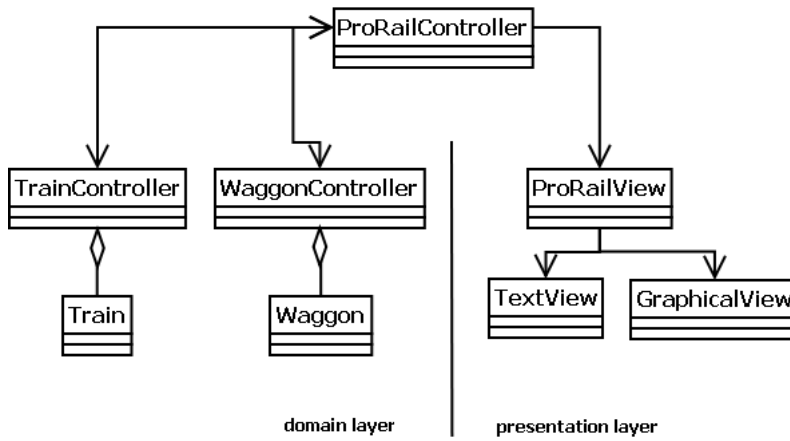 ProRailController
TrainController
WaggonController
ProRailView
Train
Waggon
TextView
GraphicalView
domain layer
presentation layer